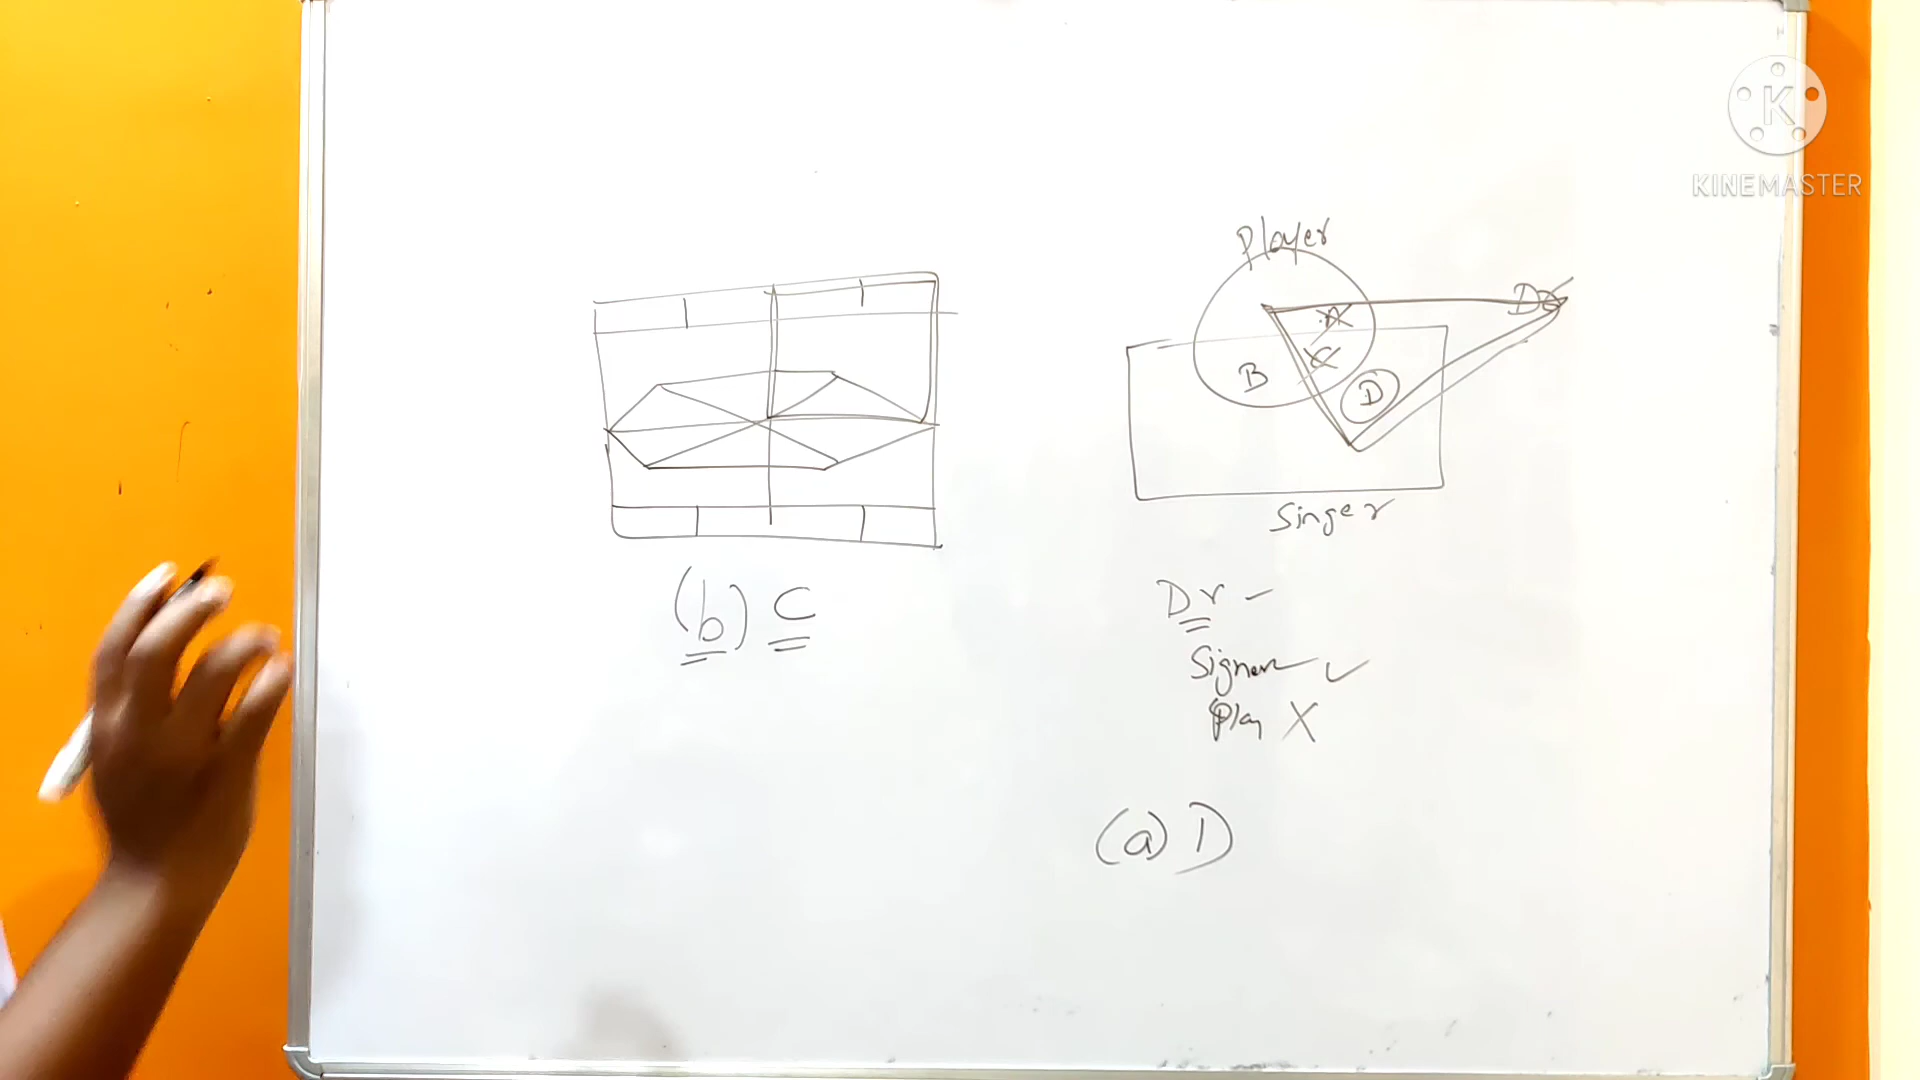 K
KINEMASTER
Player
A
C
B
D
Singer
(b) C
Dr -
Signer
Play X
(a) D